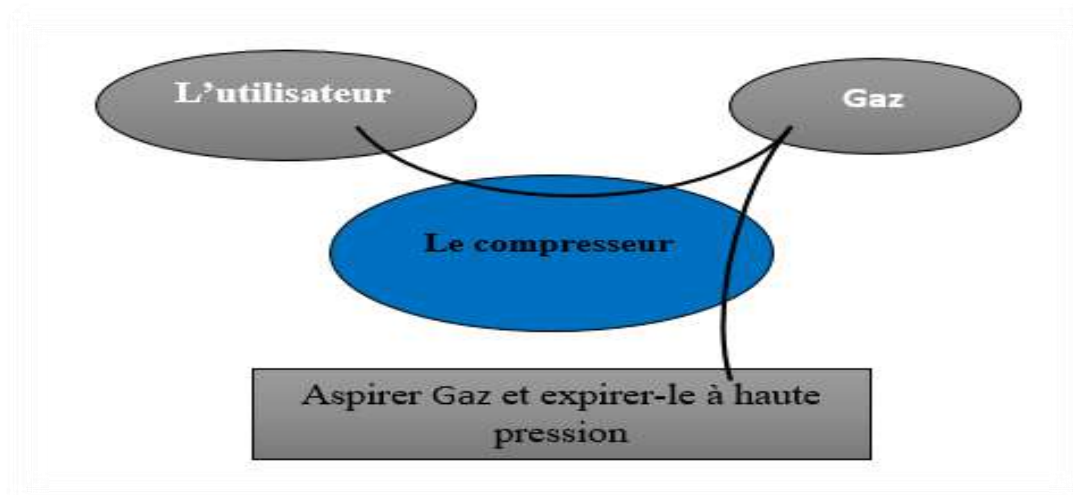 L’utilisateur
Gaz
Le compresseur
Aspirer Gaz et expirer-le à haute
pression